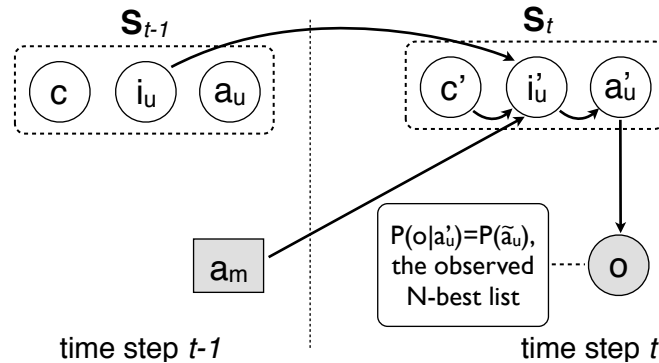 S_{t-1}
S_t
c i_u a_u
c' i'_u a'_u
P(o|a'_u)=P(ã_u),
the observed
N-best list
a_m
o
time step t-1
time step t